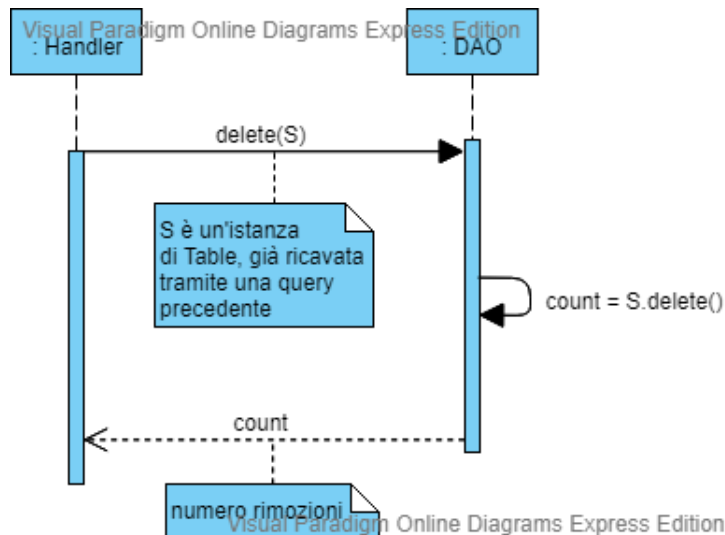 Visual Paradigm Online Diagrams Express Edition
: Handler
: DAO
delete(S)
S è un'istanza
di Table, già ricavata
tramite una query
precedente
count = S.delete()
count
numero rimozioni
Visual Paradigm Online Diagrams Express Edition